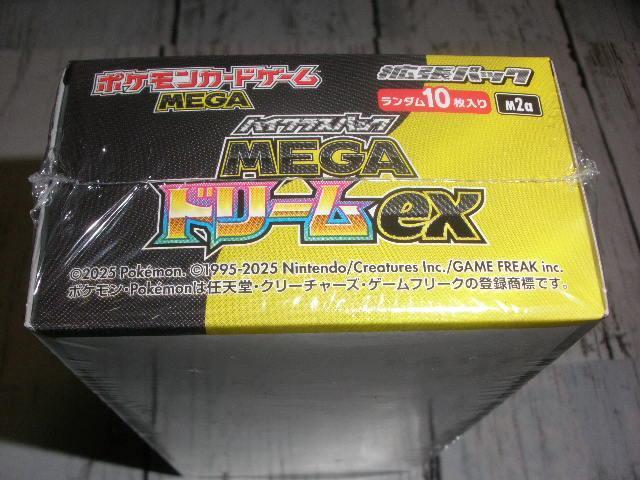 ポケモンカードゲーム
MEGA
拡張パック
ランダム10枚入り
M2a
ハイクラスパック
MEGA
ドリームex
©2025 Pokémon. ©1995-2025 Nintendo/Creatures Inc./GAME FREAK inc.
ポケモン・Pokémonは任天堂・クリーチャーズ・ゲームフリークの登録商標です。